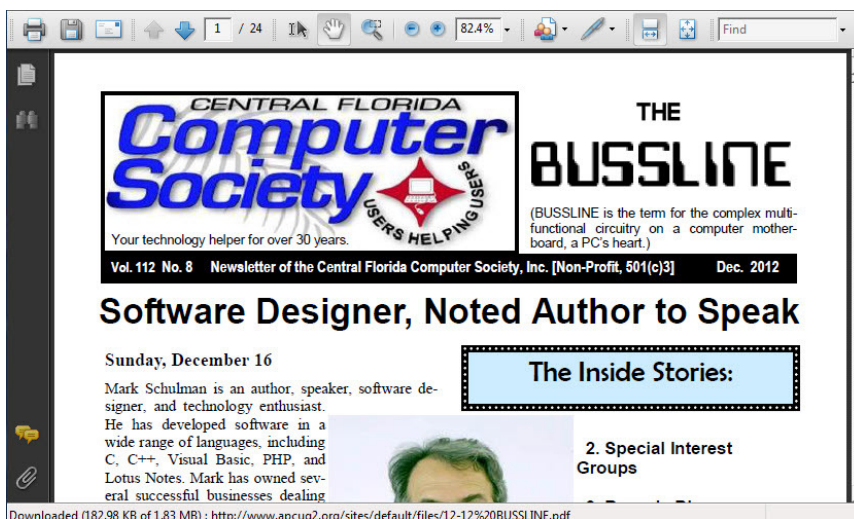 1 / 24 82.4% Find
CENTRAL FLORIDA
Computer
Society
USERS HELPING USERS
Your technology helper for over 30 years.
THE
BUSSLINE
(BUSSLINE is the term for the complex multi-
functional circuitry on a computer mother-
board, a PC's heart.)
Vol. 112 No. 8 Newsletter of the Central Florida Computer Society, Inc. [Non-Profit, 501(c)3] Dec. 2012
Software Designer, Noted Author to Speak
Sunday, December 16
Mark Schulman is an author, speaker, software de-
signer, and technology enthusiast.
He has developed software in a
wide range of languages, including
C, C++, Visual Basic, PHP, and
Lotus Notes. Mark has owned sev-
eral successful businesses dealing
The Inside Stories:
2. Special Interest
Groups
Downloaded (182.98 KB of 1.83 MB) : http://www.apcug2.org/sites/default/files/12-12%20BUSSLINE.pdf